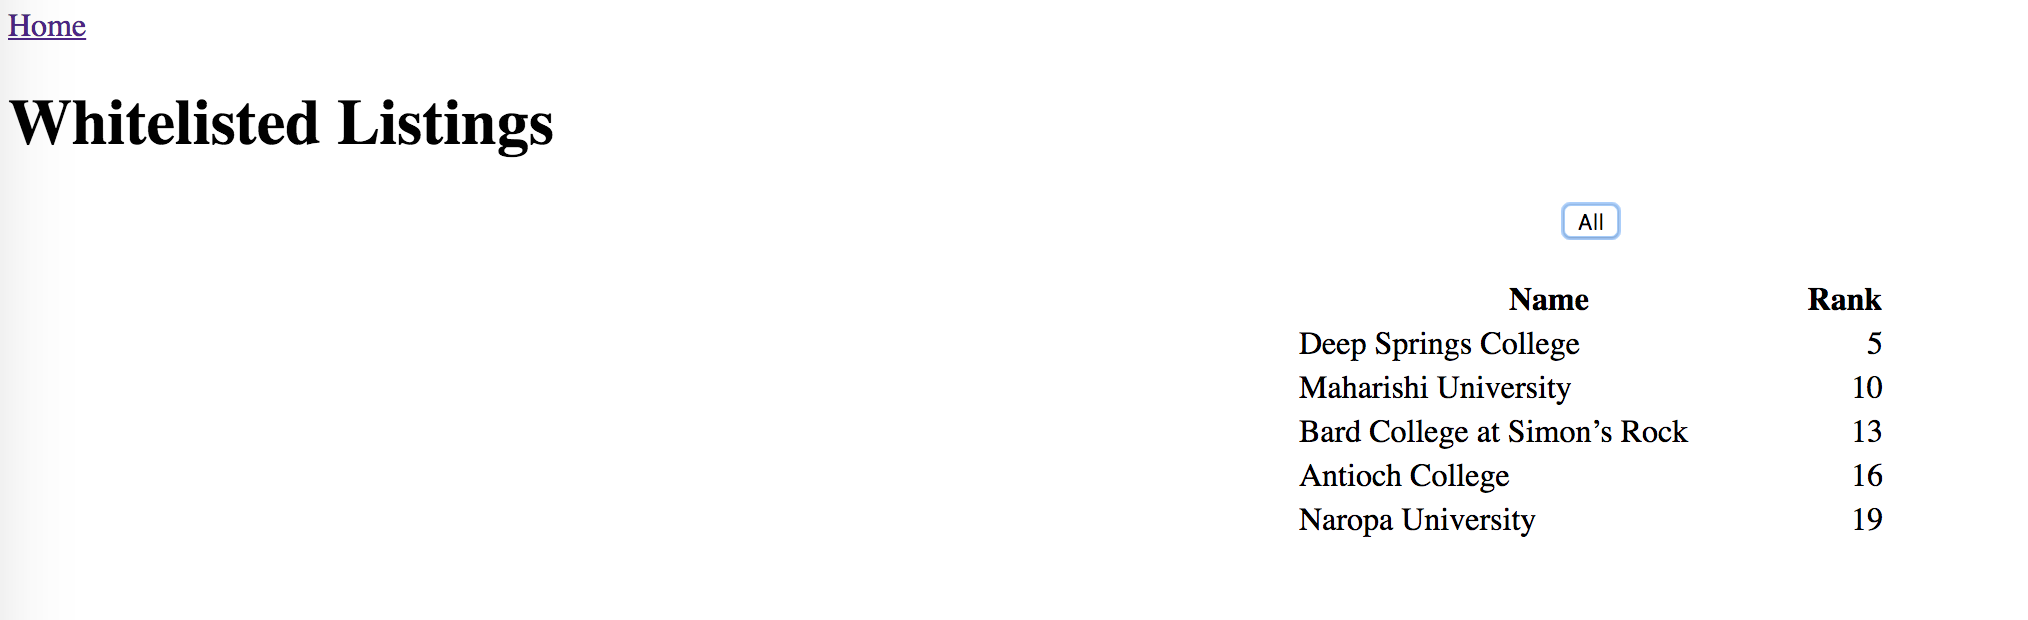 Home
Whitelisted Listings
All
Name Rank
Deep Springs College 5
Maharishi University 10
Bard College at Simon’s Rock 13
Antioch College 16
Naropa University 19